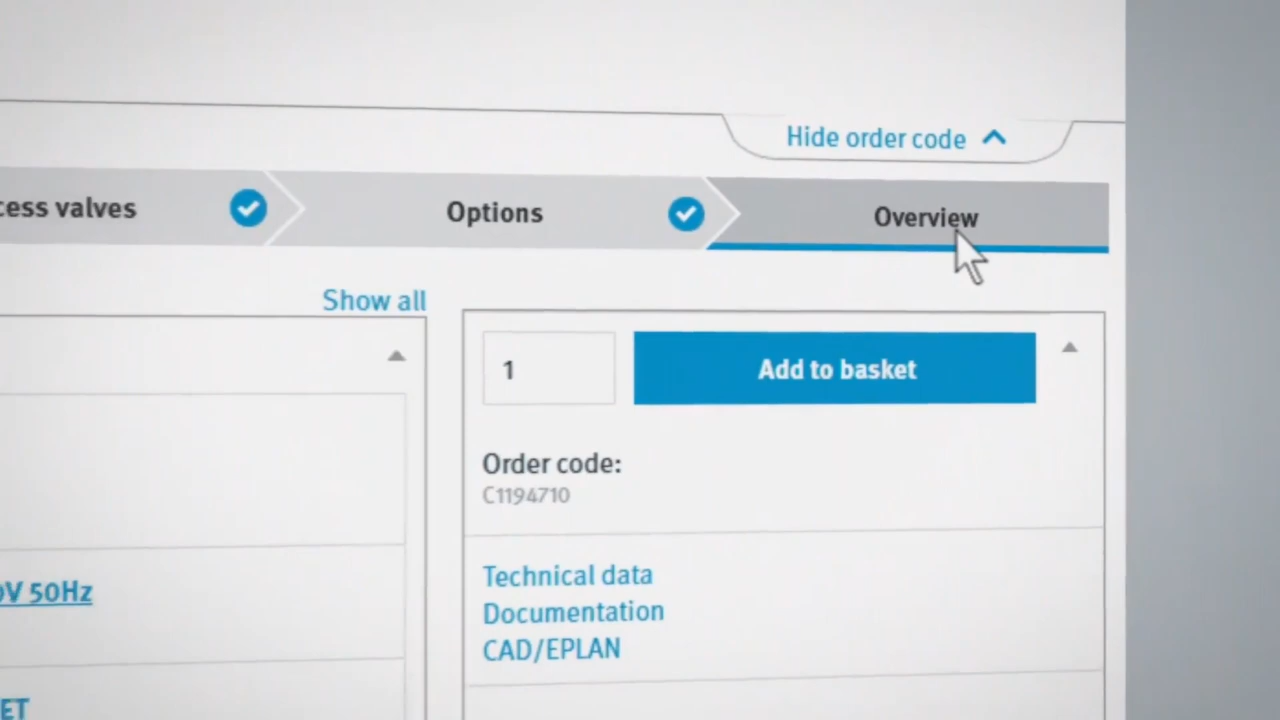 Hide order code
cess valves
Options
Overview
Show all
1
Add to basket
Order code:
C1194710
V 50Hz
Technical data
Documentation
CAD/EPLAN
ET